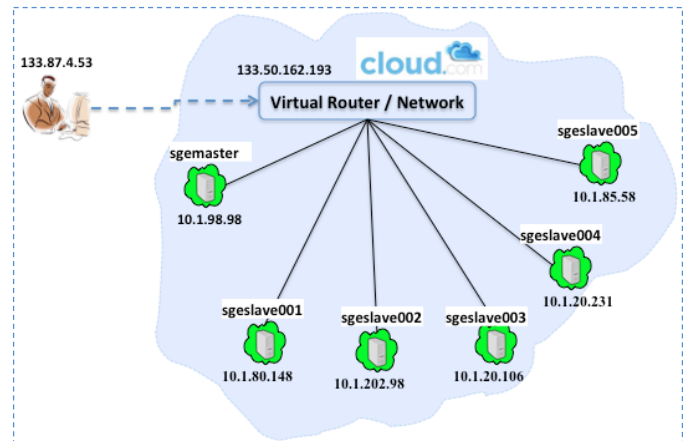 133.87.4.53
133.50.162.193
cloud.com
Virtual Router / Network
sgemaster
10.1.98.98
sgeslave005
10.1.85.58
sgeslave004
10.1.20.231
sgeslave001
10.1.80.148
sgeslave002
10.1.202.98
sgeslave003
10.1.20.106